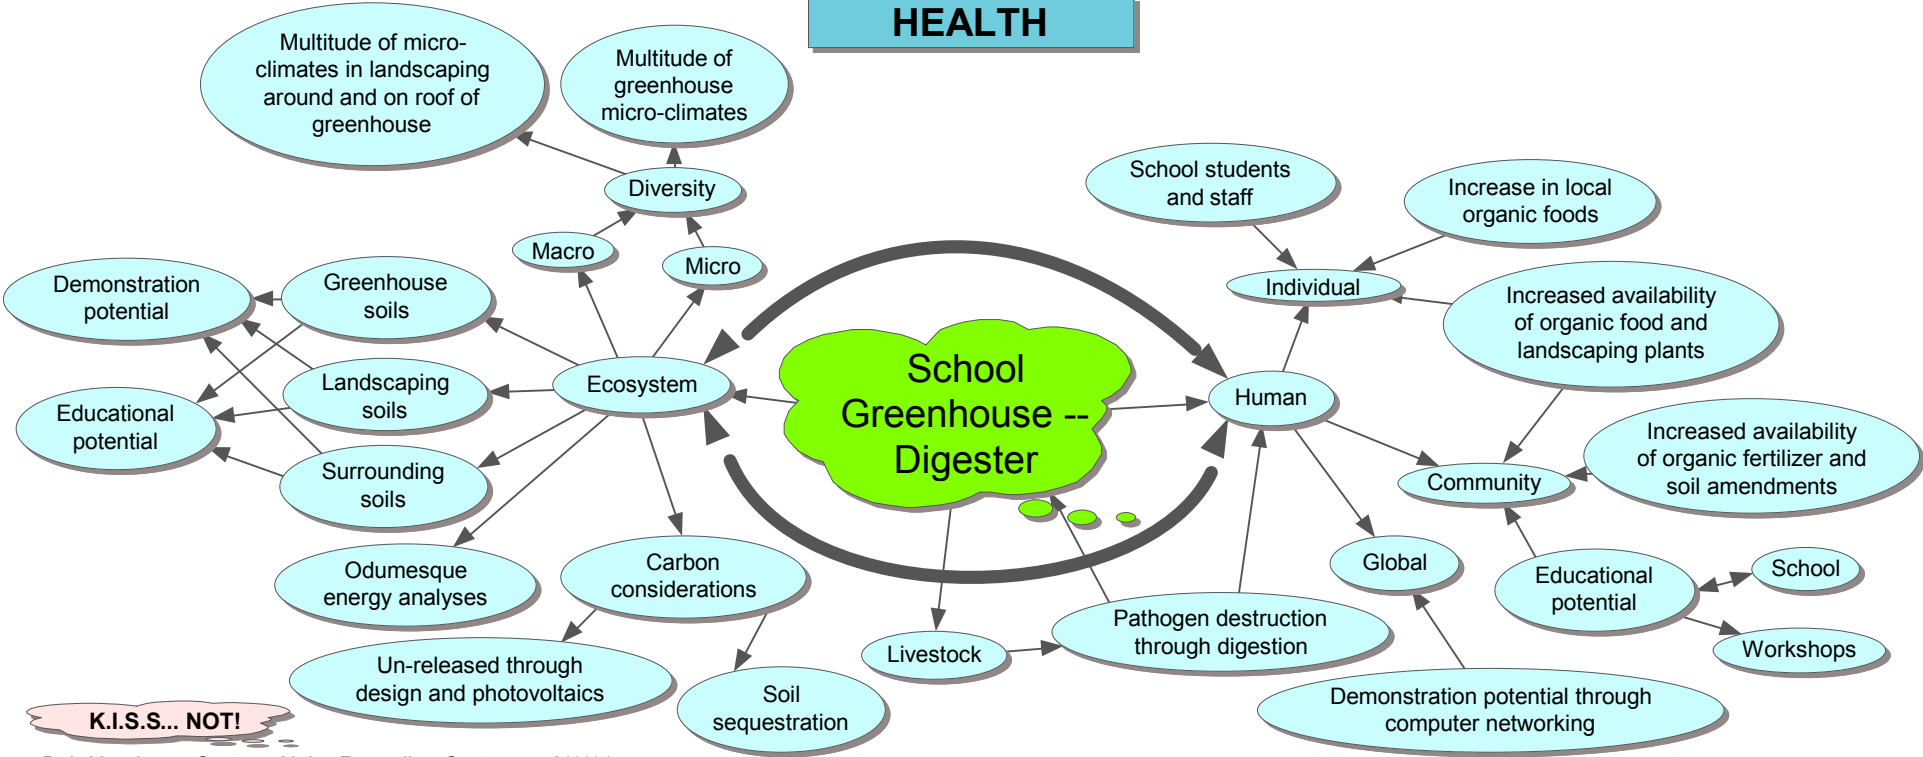 HEALTH
Multitude of micro-
climates in landscaping
around and on roof of
greenhouse
Multitude of
greenhouse
micro-climates
Diversity
Macro
Micro
School students
and staff
Increase in local
organic foods
Individual
Increased availability
of organic food and
landscaping plants
Demonstration
potential
Greenhouse
soils
Landscaping
soils
Educational
potential
Surrounding
soils
Ecosystem
School
Greenhouse --
Digester
Human
Increased availability
of organic fertilizer and
soil amendments
Community
Odumesque
energy analyses
Carbon
considerations
Global
Educational
potential
School
Workshops
Livestock
Pathogen destruction
through digestion
Un-released through
design and photovoltaics
Soil
sequestration
Demonstration potential through
computer networking
K.I.S.S... NOT!